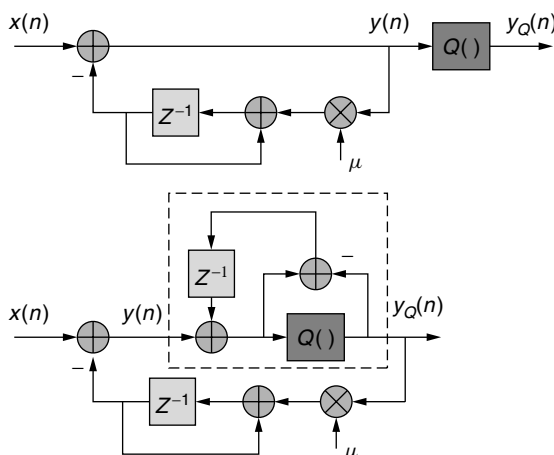 x(n) y(n) Q( ) y_Q(n)
−
Z⁻¹
μ
−
Z⁻¹
x(n) y(n) Q( ) y_Q(n)
−
Z⁻¹
μ